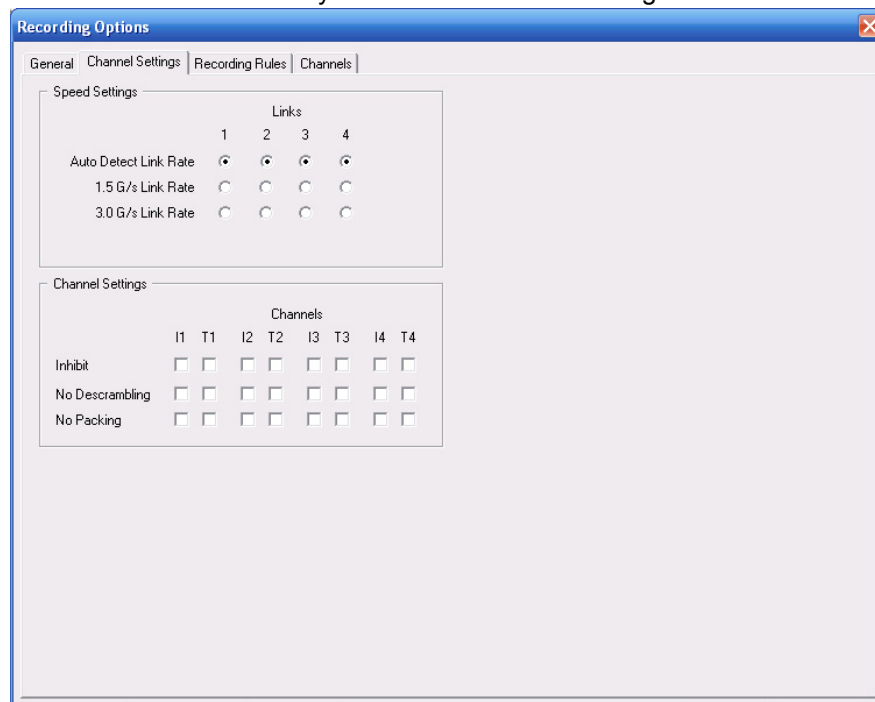 Recording Options
General Channel Settings Recording Rules Channels
Speed Settings
Links
1 2 3 4
Auto Detect Link Rate
1.5 G/s Link Rate
3.0 G/s Link Rate
Channel Settings
Channels
I1 T1 I2 T2 I3 T3 I4 T4
Inhibit
No Descrambling
No Packing